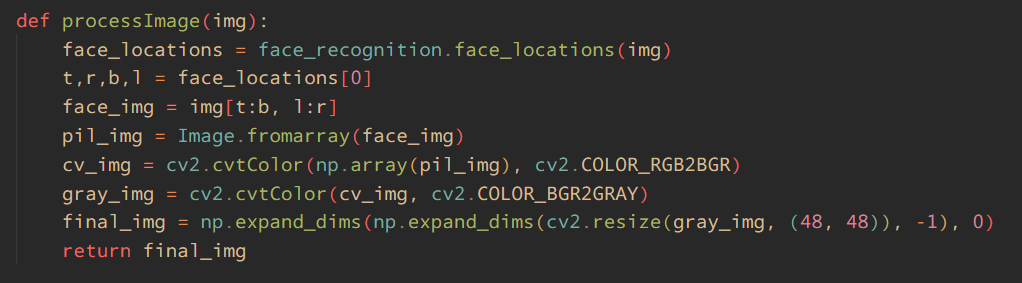 def processImage(img):
    face_locations = face_recognition.face_locations(img)
    t,r,b,l = face_locations[0]
    face_img = img[t:b, l:r]
    pil_img = Image.fromarray(face_img)
    cv_img = cv2.cvtColor(np.array(pil_img), cv2.COLOR_RGB2BGR)
    gray_img = cv2.cvtColor(cv_img, cv2.COLOR_BGR2GRAY)
    final_img = np.expand_dims(np.expand_dims(cv2.resize(gray_img, (48, 48)), -1), 0)
    return final_img